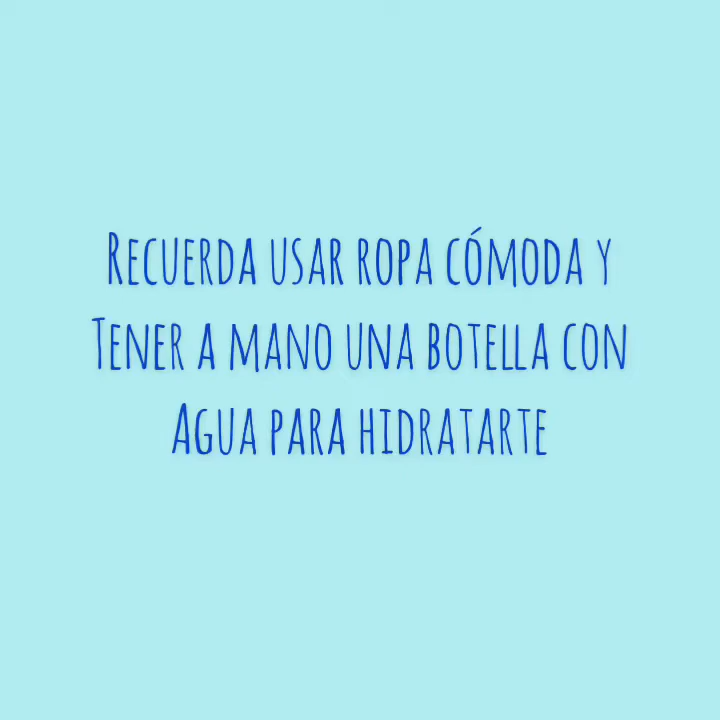 Recuerda usar ropa cómoda y
Tener a mano una botella con
Agua para hidratarte